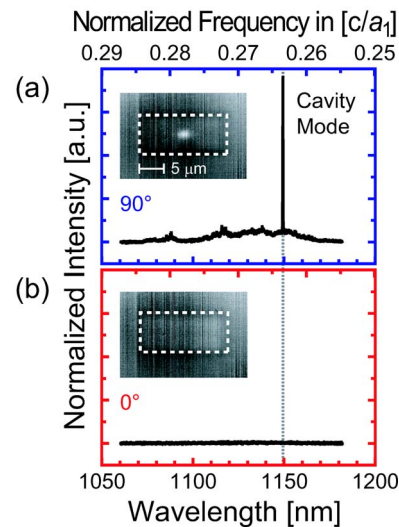 Normalized Frequency in [c/a₁]
0.29 0.28 0.27 0.26 0.25
(a)
Cavity
Mode
5 μm
90°
(b)
0°
Normalized Intensity [a.u.]
1050 1100 1150 1200
Wavelength [nm]